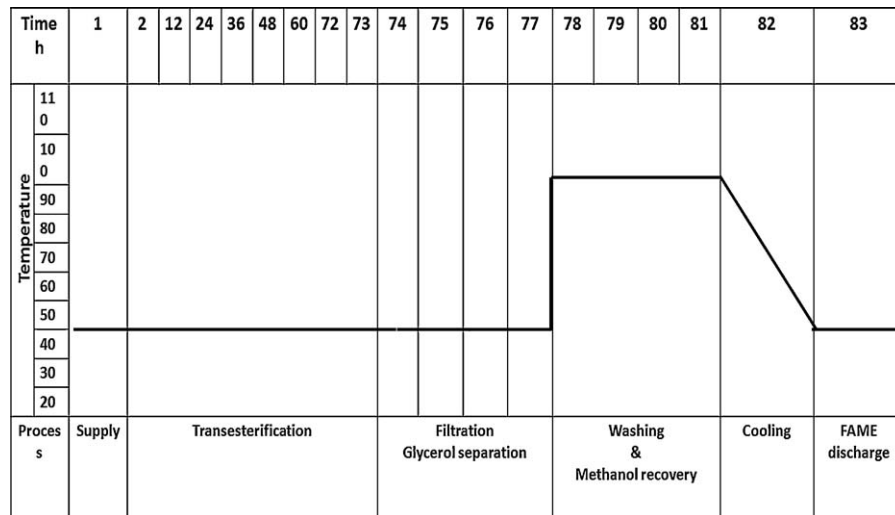 Time 1 2 12 24 36 48 60 72 73 74 75 76 77 78 79 80 81 82 83
h
Temperature
11
0
10
0
90
80
70
60
50
40
30
20
Proces Supply Transesterification Filtration Washing Cooling FAME
s Glycerol separation & discharge
Methanol recovery